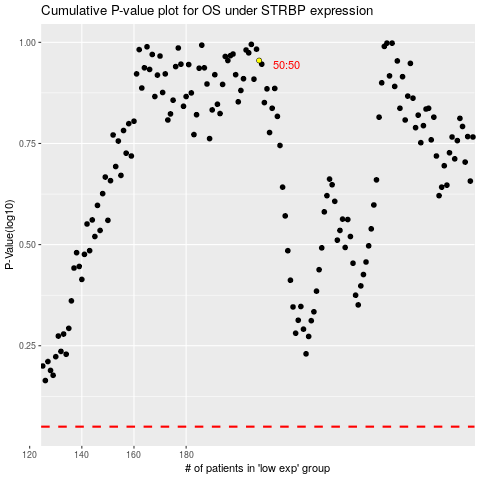 Cumulative P-value plot for OS under STRBP expression
1.00
50:50
0.75
0.50
0.25
P-Value(log10)
120 140 160 180
# of patients in 'low exp' group